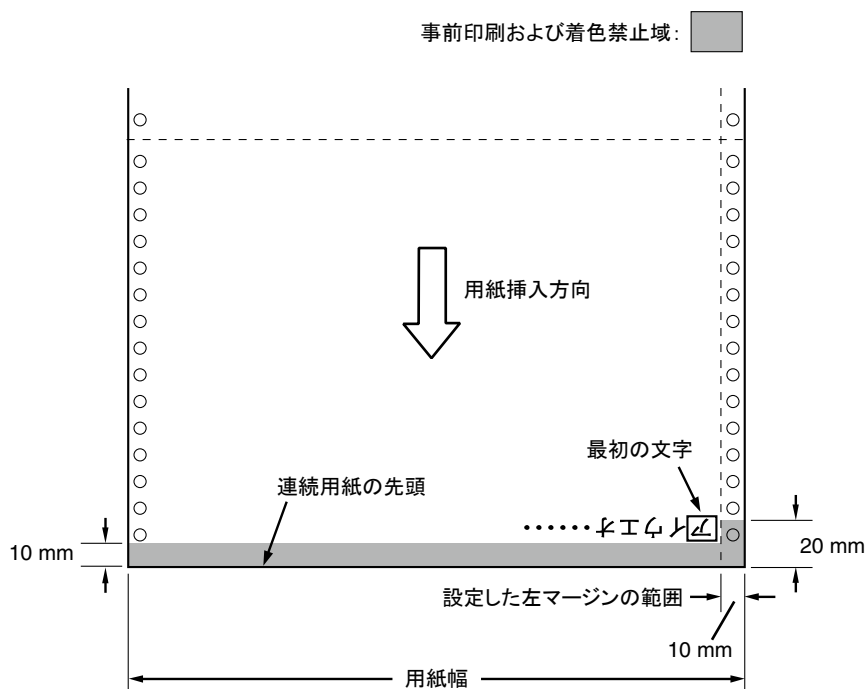 事前印刷および着色禁止域：
用紙挿入方向
最初の文字
連続用紙の先頭
アイウエオ・・・・・・
10 mm
20 mm
設定した左マージンの範囲
10 mm
用紙幅